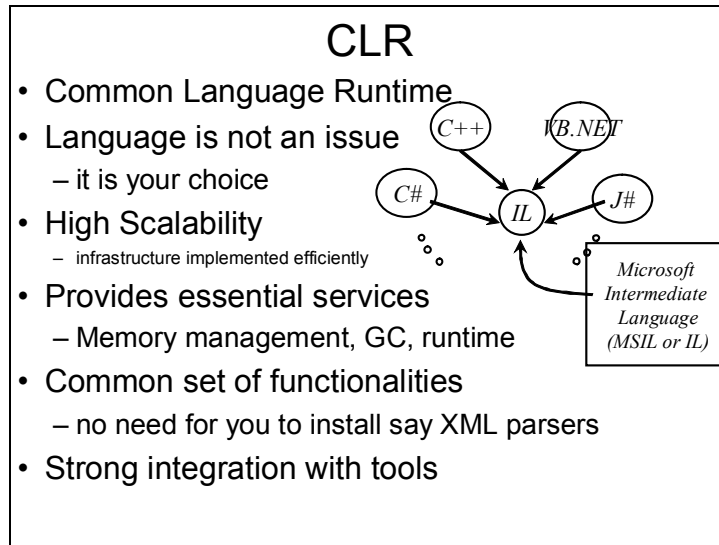 CLR
• Common Language Runtime
• Language is not an issue
– it is your choice
• High Scalability
– infrastructure implemented efficiently
• Provides essential services
– Memory management, GC, runtime
• Common set of functionalities
– no need for you to install say XML parsers
• Strong integration with tools
C++
VB.NET
C#
IL
J#
Microsoft
Intermediate
Language
(MSIL or IL)